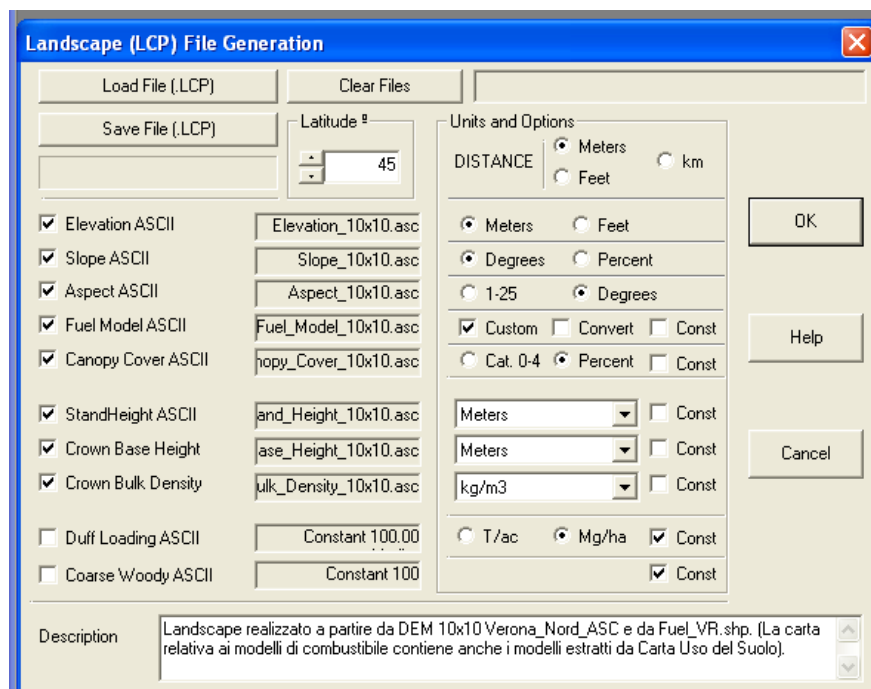 Landscape (LCP) File Generation
Load File (.LCP) Clear Files
Save File (.LCP) Latitude º Units and Options
45 DISTANCE Meters km
Feet
Elevation ASCII Elevation_10x10.asc Meters Feet OK
Slope ASCII Slope_10x10.asc Degrees Percent
Aspect ASCII Aspect_10x10.asc 1-25 Degrees
Fuel Model ASCII Fuel_Model_10x10.asc Custom Convert Const Help
Canopy Cover ASCII nopy_Cover_10x10.asc Cat. 0-4 Percent Const
StandHeight ASCII and_Height_10x10.asc Meters Const
Crown Base Height ase_Height_10x10.asc Meters Const Cancel
Crown Bulk Density ulk_Density_10x10.asc kg/m3 Const
Duff Loading ASCII Constant 100.00 T/ac Mg/ha Const
Coarse Woody ASCII Constant 100 Const
Description Landscape realizzato a partire da DEM 10x10 Verona_Nord_ASC e da Fuel_VR.shp. (La carta
relativa ai modelli di combustibile contiene anche i modelli estratti da Carta Uso del Suolo).